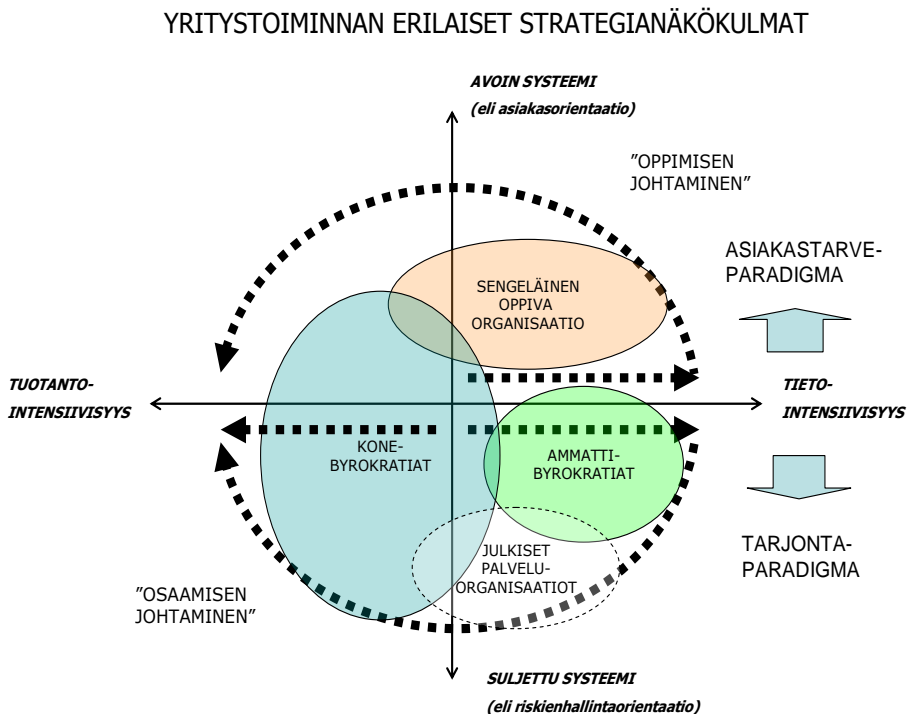 YRITYSTOIMINNAN ERILAISET STRATEGIANÄKÖKULMAT
AVOIN SYSTEEMI
(eli asiakasorientaatio)
”OPPIMISEN
JOHTAMINEN”
ASIAKASTARVE-
PARADIGMA
SENGELÄINEN
OPPIVA
ORGANISAATIO
TUOTANTO-
INTENSIIVISYYS
TIETO-
INTENSIIVISYYS
KONE-
BYROKRATIAT
AMMATTI-
BYROKRATIAT
JULKISET
PALVELU-
ORGANISAATIOT
TARJONTA-
PARADIGMA
”OSAAMISEN
JOHTAMINEN”
SULJETTU SYSTEEMI
(eli riskienhallintaorientaatio)